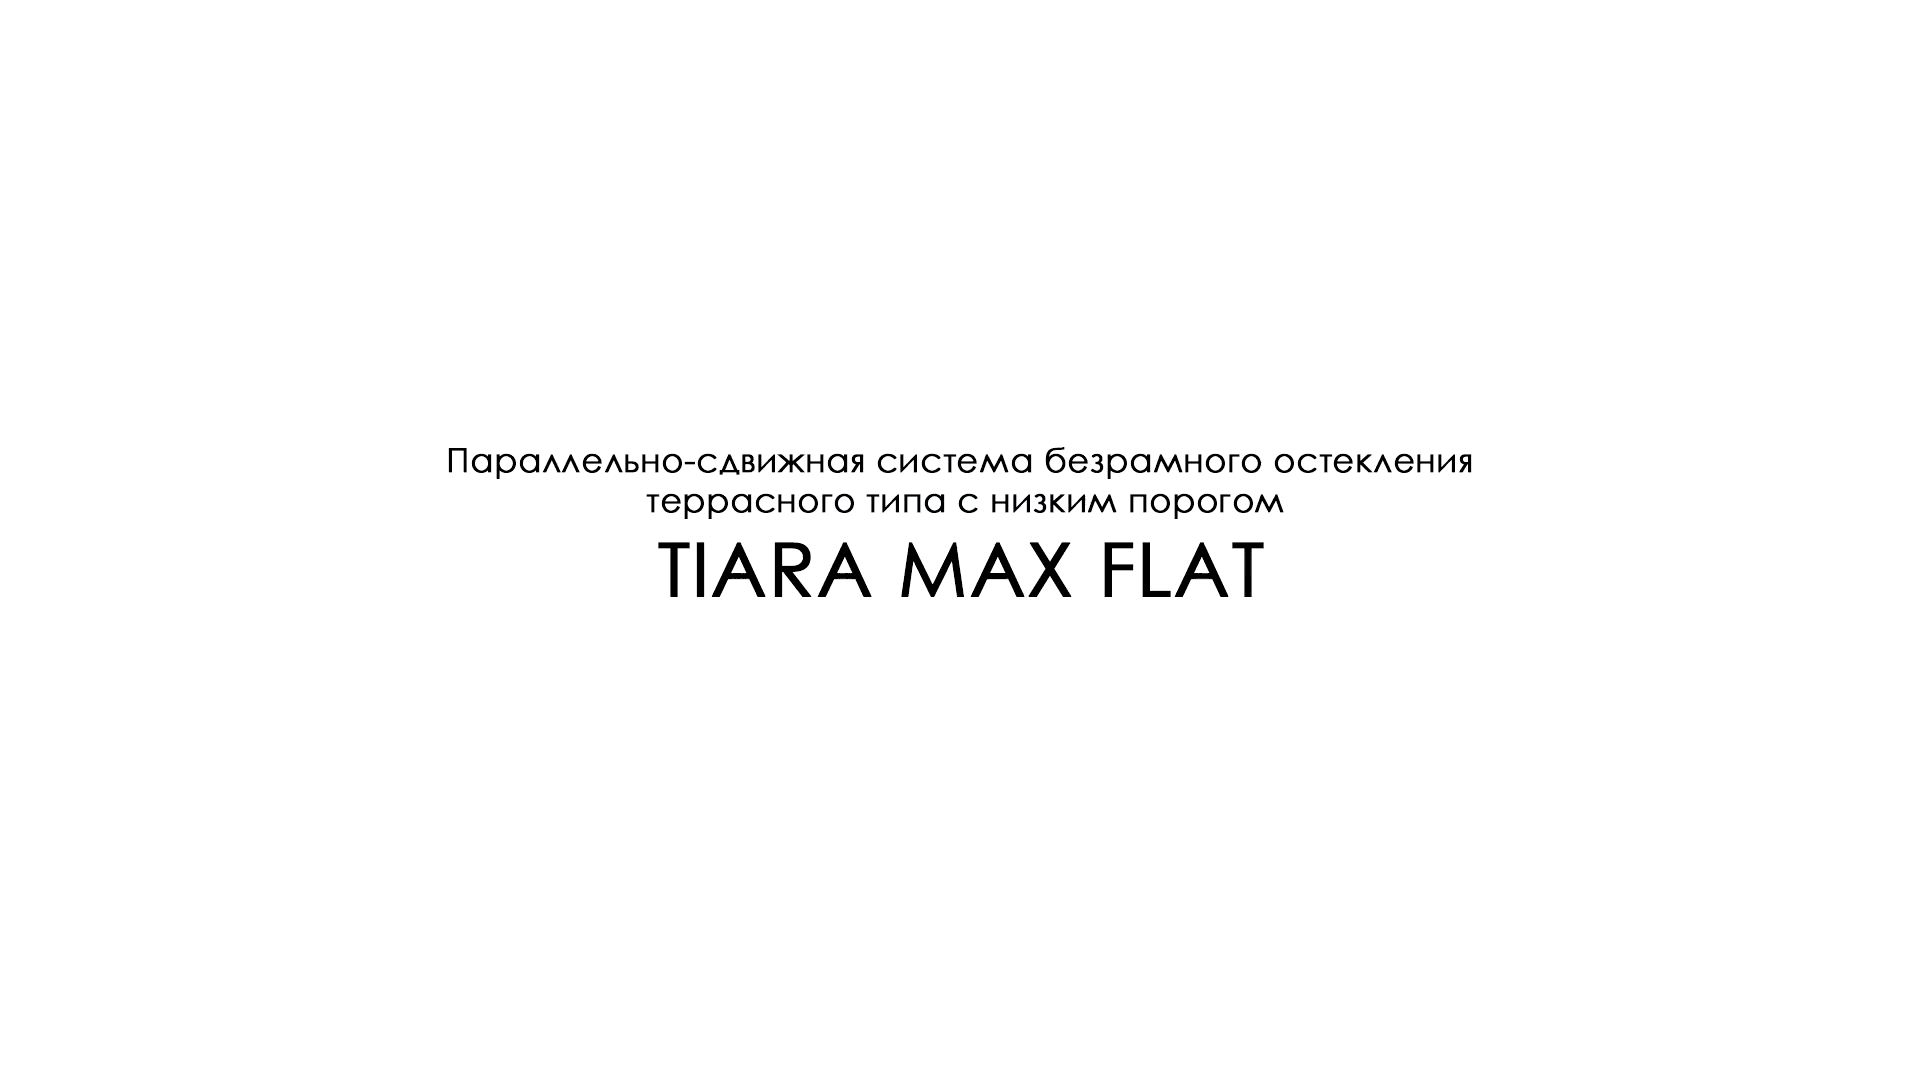 Параллельно-сдвижная система безрамного остекления
террасного типа с низким порогом
TIARA MAX FLAT